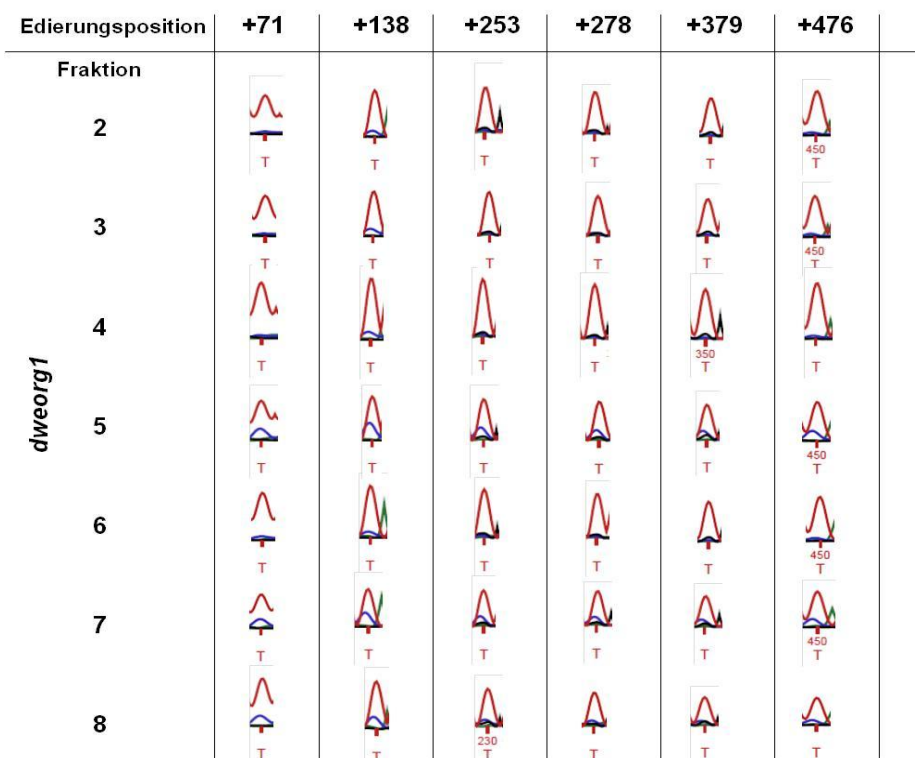 Edierungsposition +71 +138 +253 +278 +379 +476
Fraktion
2
450
T T T T T T
3
450
T T T T T T
4
350
T T T T T T
dweorg1
5
450
T T T T T T
6
450
T T T T T T
7
450
T T T T T T
8
230
T T T T T T